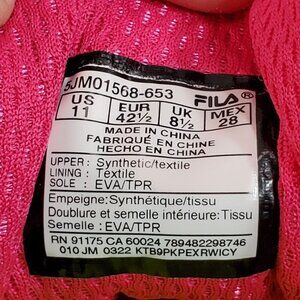 5JM01568-653
US 11 EUR 42½ UK 8½ FILA® MEX 28
MADE IN CHINA
FABRIQUÉ EN CHINE
HECHO EN CHINA
UPPER: Synthetic/textile
LINING: Textile
SOLE: EVA/TPR
Empeigne: Synthétique/tissu
Doublure et semelle intérieure: Tissu
Semelle: EVA/TPR
RN 91175 CA 60024 789482298746
010 JM 0322 KTB9PKPEXRWICY